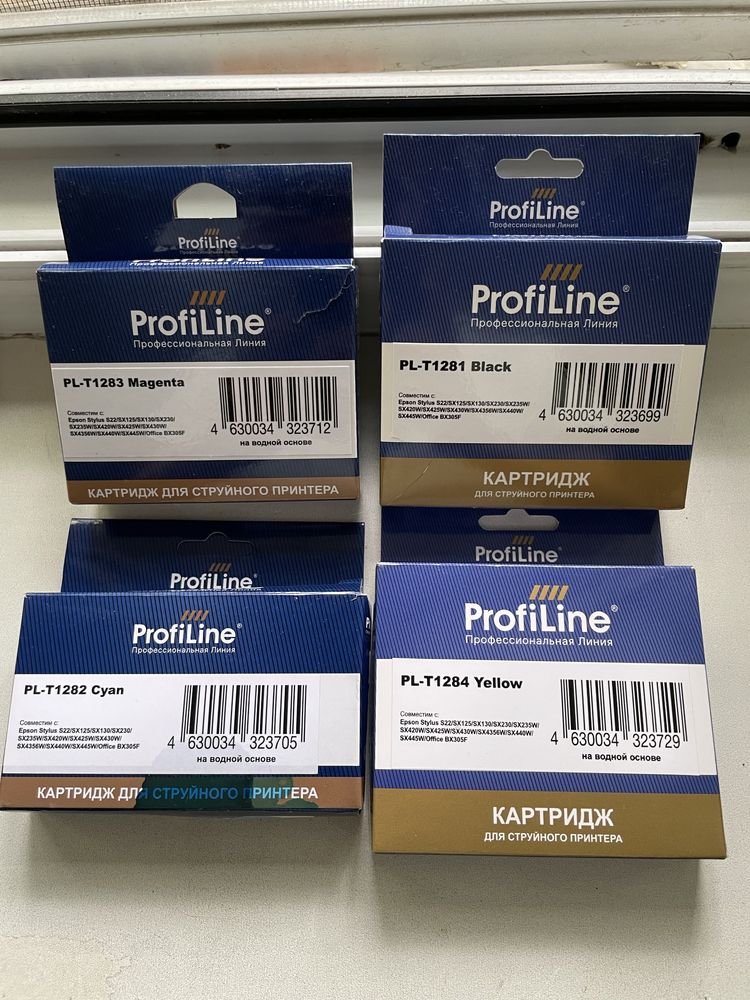 ProfiLine
Профессиональная Линия
ProfiLine®
Профессиональная Линия
PL-T1283 Magenta
Совместим с:
Epson Stylus S22/SX125/SX130/SX230/
SX235W/SX420W/SX425W/SX430W/
SX4356W/SX440W/SX445W/Office BX305F
4 630034 323712
на водной основе
КАРТРИДЖ ДЛЯ СТРУЙНОГО ПРИНТЕРА
ProfiLine®
Профессиональная Линия
ProfiLine®
Профессиональная Линия
PL-T1281 Black
Совместим с:
Epson Stylus S22/SX125/SX130/SX230/SX235W/
SX420W/SX425W/SX430W/SX4356W/SX440W/
SX445W/Office BX305F
4 630034 323699
на водной основе
КАРТРИДЖ
ДЛЯ СТРУЙНОГО ПРИНТЕРА
ProfiLine
ProfiLine®
Профессиональная Линия
PL-T1282 Cyan
Совместим с:
Epson Stylus S22/SX125/SX130/SX230/
SX235W/SX420W/SX425W/SX430W/
SX4356W/SX440W/SX445W/Office BX305F
4 630034 323705
на водной основе
КАРТРИДЖ ДЛЯ СТРУЙНОГО ПРИНТЕРА
ProfiLine
ProfiLine®
Профессиональная Линия
PL-T1284 Yellow
Совместим с:
Epson Stylus S22/SX125/SX130/SX230/SX235W/
SX420W/SX425W/SX430W/SX4356W/SX440W/
SX445W/Office BX305F
4 630034 323729
на водной основе
КАРТРИДЖ
ДЛЯ СТРУЙНОГО ПРИНТЕРА